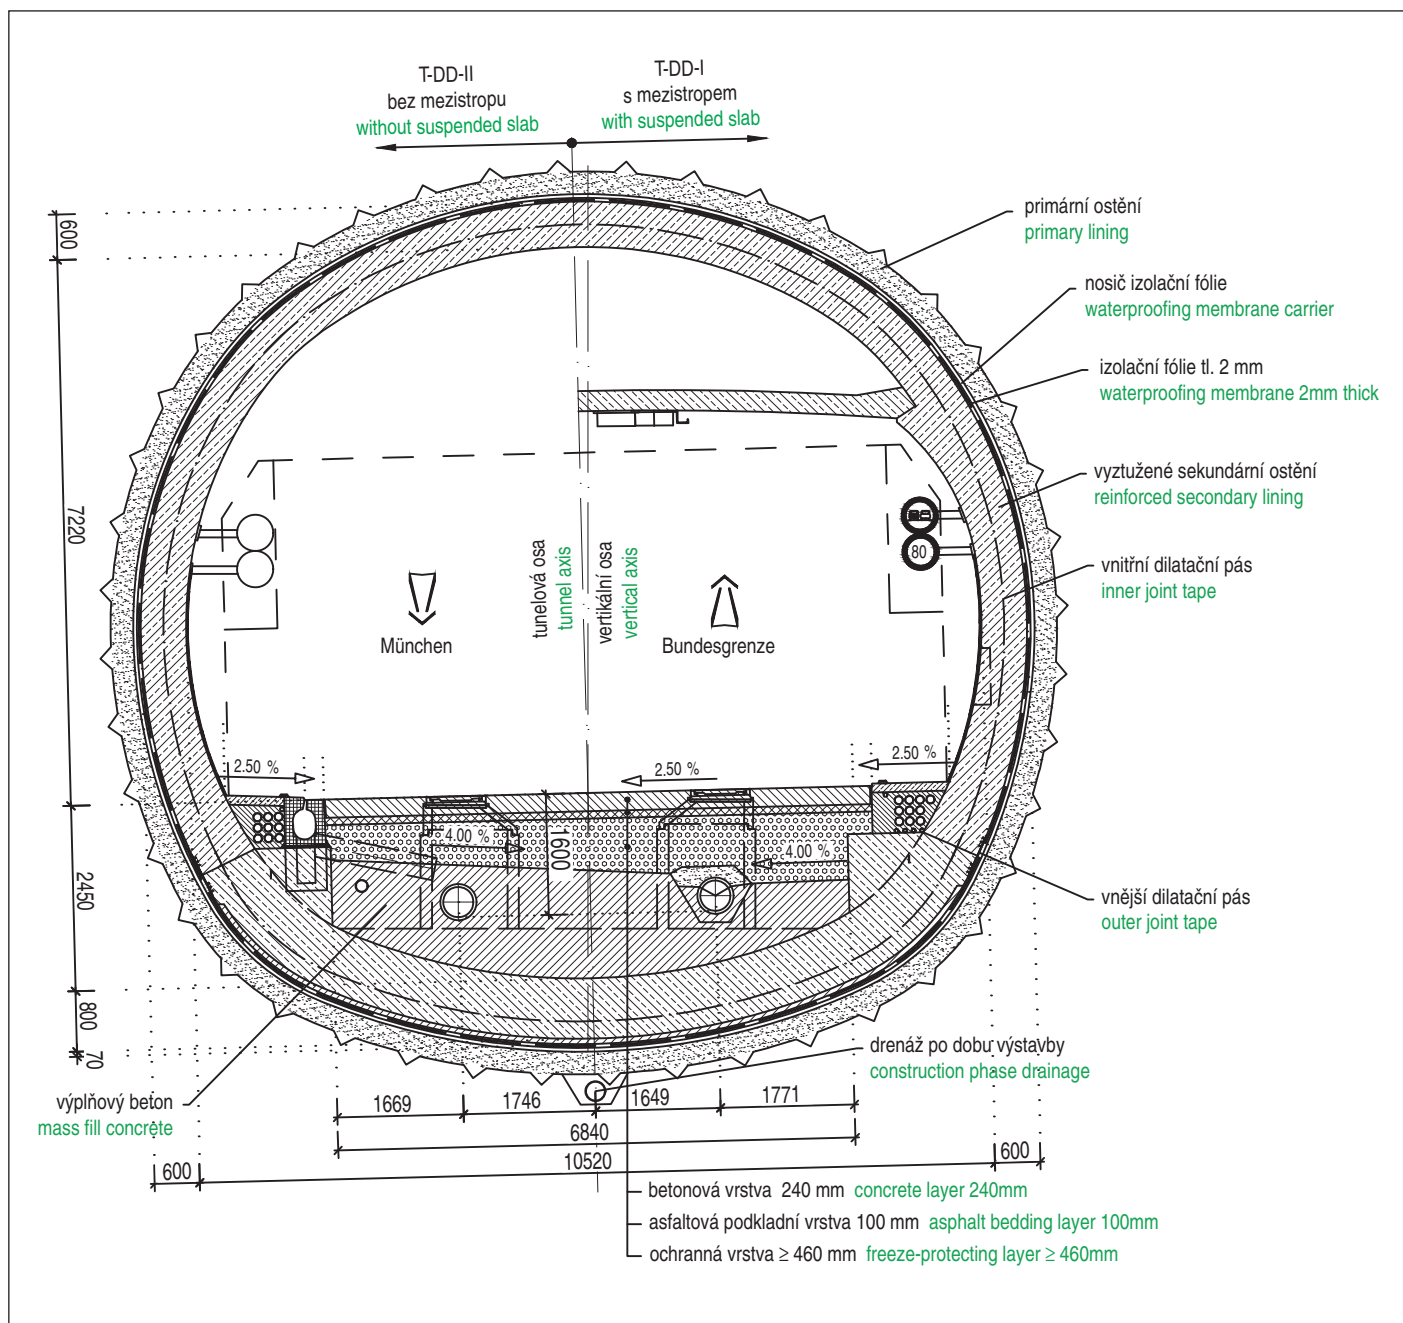 T-DD-II
bez mezistropu
without suspended slab
T-DD-I
s mezistropem
with suspended slab
primární ostění
primary lining
nosič izolační fólie
waterproofing membrane carrier
izolační fólie tl. 2 mm
waterproofing membrane 2mm thick
vyztužené sekundární ostění
reinforced secondary lining
vnitřní dilatační pás
inner joint tape
vnější dilatační pás
outer joint tape
600
7220
2450
800
70
80
tunelová osa
tunnel axis
vertikální osa
vertical axis
München
Bundesgrenze
2.50 %
2.50 %
2.50 %
4.00 %
1600
4.00 %
drenáž po dobu výstavby
construction phase drainage
výplňový beton
mass fill concrete
1669
1746
1649
1771
6840
600
10520
600
betonová vrstva 240 mm concrete layer 240mm
asfaltová podkladní vrstva 100 mm asphalt bedding layer 100mm
ochranná vrstva ≥ 460 mm freeze-protecting layer ≥ 460mm